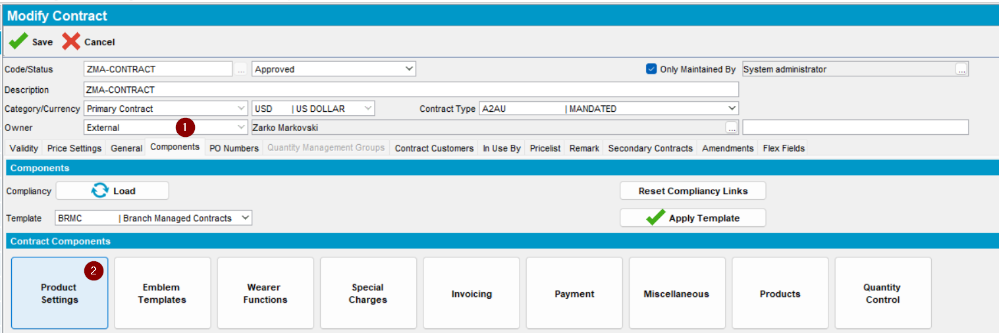 Modify Contract
Save Cancel
Code/Status ZMA-CONTRACT ... Approved Only Maintained By System administrator ...
Description ZMA-CONTRACT
Category/Currency Primary Contract USD | US DOLLAR Contract Type A2AU | MANDATED
Owner External 1 Zarko Markovski ...
Validity Price Settings General Components PO Numbers Quantity Management Groups Contract Customers In Use By Pricelist Remark Secondary Contracts Amendments Flex Fields
Components
Compliancy Load Reset Compliancy Links
Template BRMC | Branch Managed Contracts Apply Template
Contract Components
2
Product Settings
Emblem Templates
Wearer Functions
Special Charges
Invoicing
Payment
Miscellaneous
Products
Quantity Control